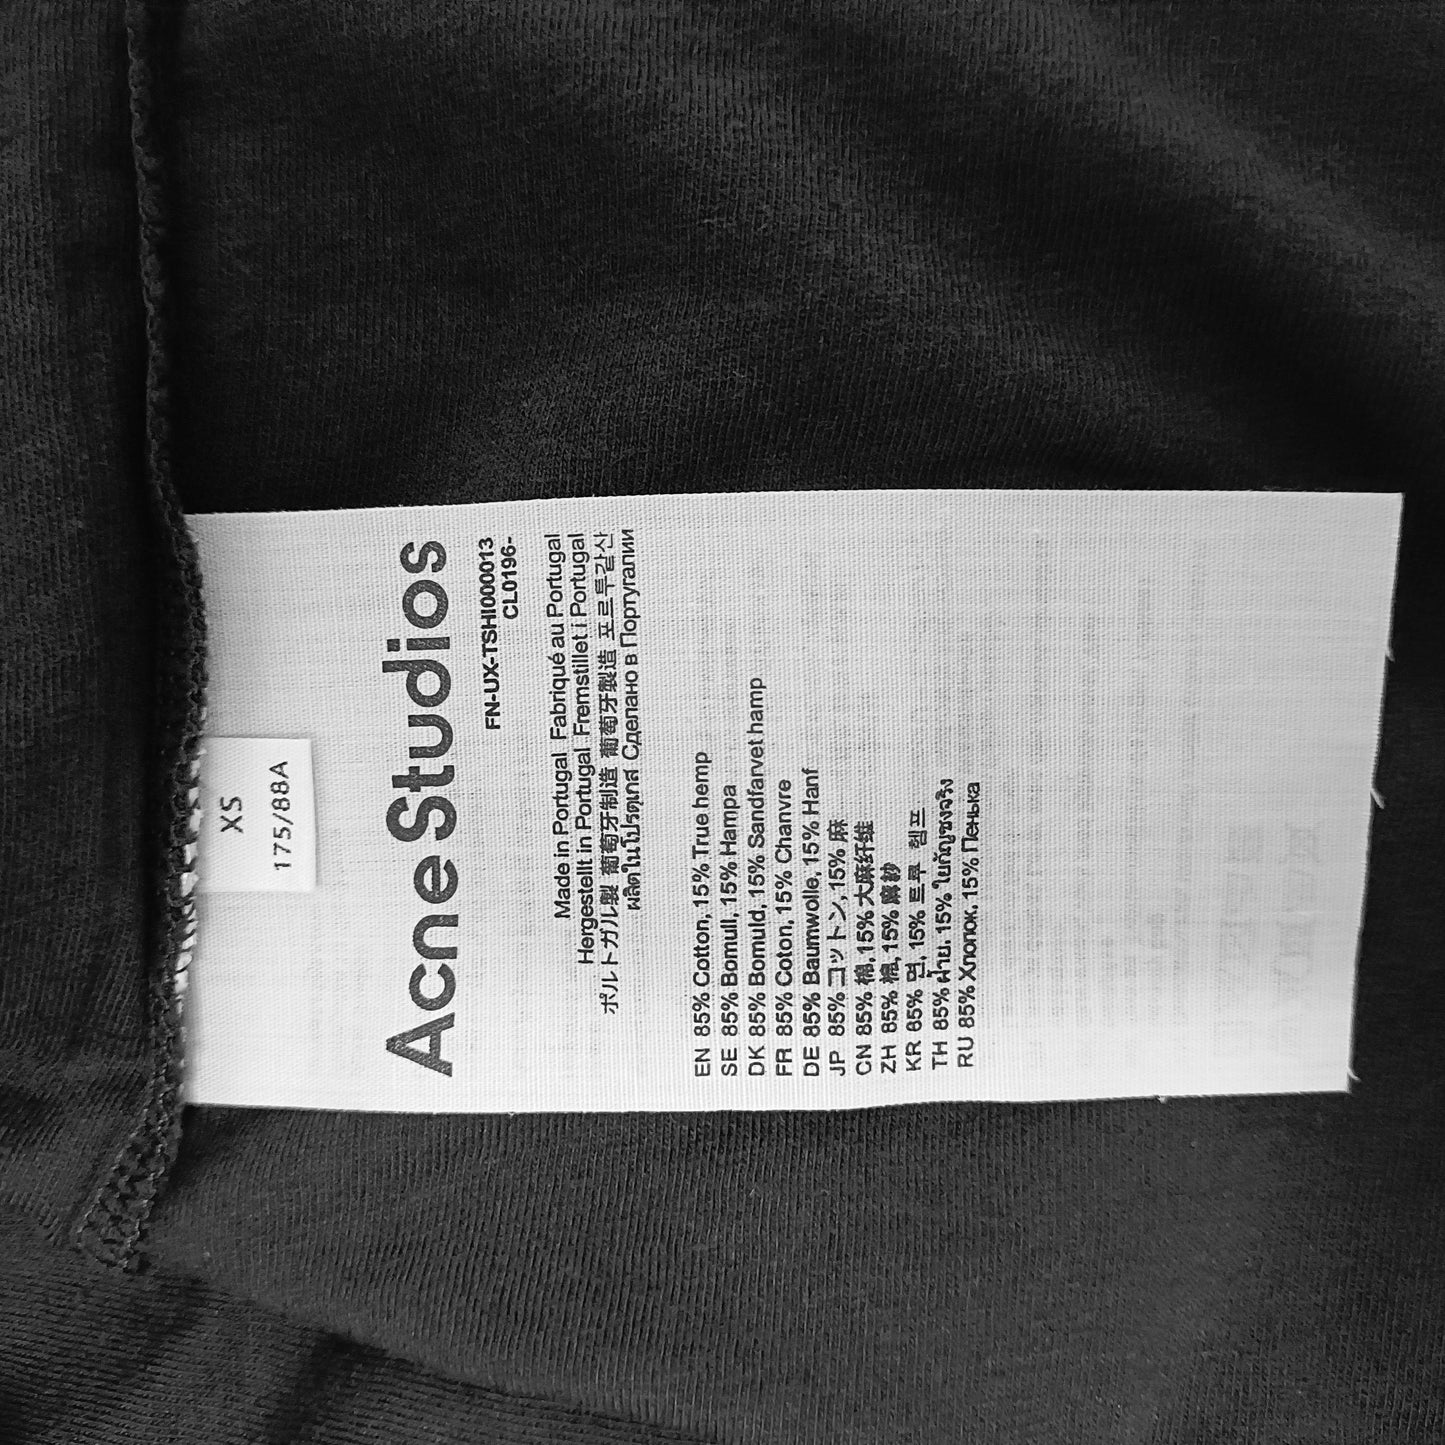 XS
175/88A
Acne Studios
FN-UX-TSHI000013
CL0196-
Made in Portugal Fabriqué au Portugal
Hergestellt in Portugal Fremstillet i Portugal
ポルトガル製 葡萄牙制造 葡萄牙製造 포르투갈산
ผลิตในโปรตุเกส Сделано в Португалии
EN 85% Cotton, 15% True hemp
SE 85% Bomull, 15% Hampa
DK 85% Bomuld, 15% Sandfarvet hamp
FR 85% Coton, 15% Chanvre
DE 85% Baumwolle, 15% Hanf
JP 85% コットン, 15% 麻
CN 85% 棉, 15% 大麻纤维
ZH 85% 棉, 15% 麻紗
KR 85% 면, 15% 트루 헴프
TH 85% ฝ้าย, 15% ใยกัญชงจริง
RU 85% Хлопок, 15% Пенька